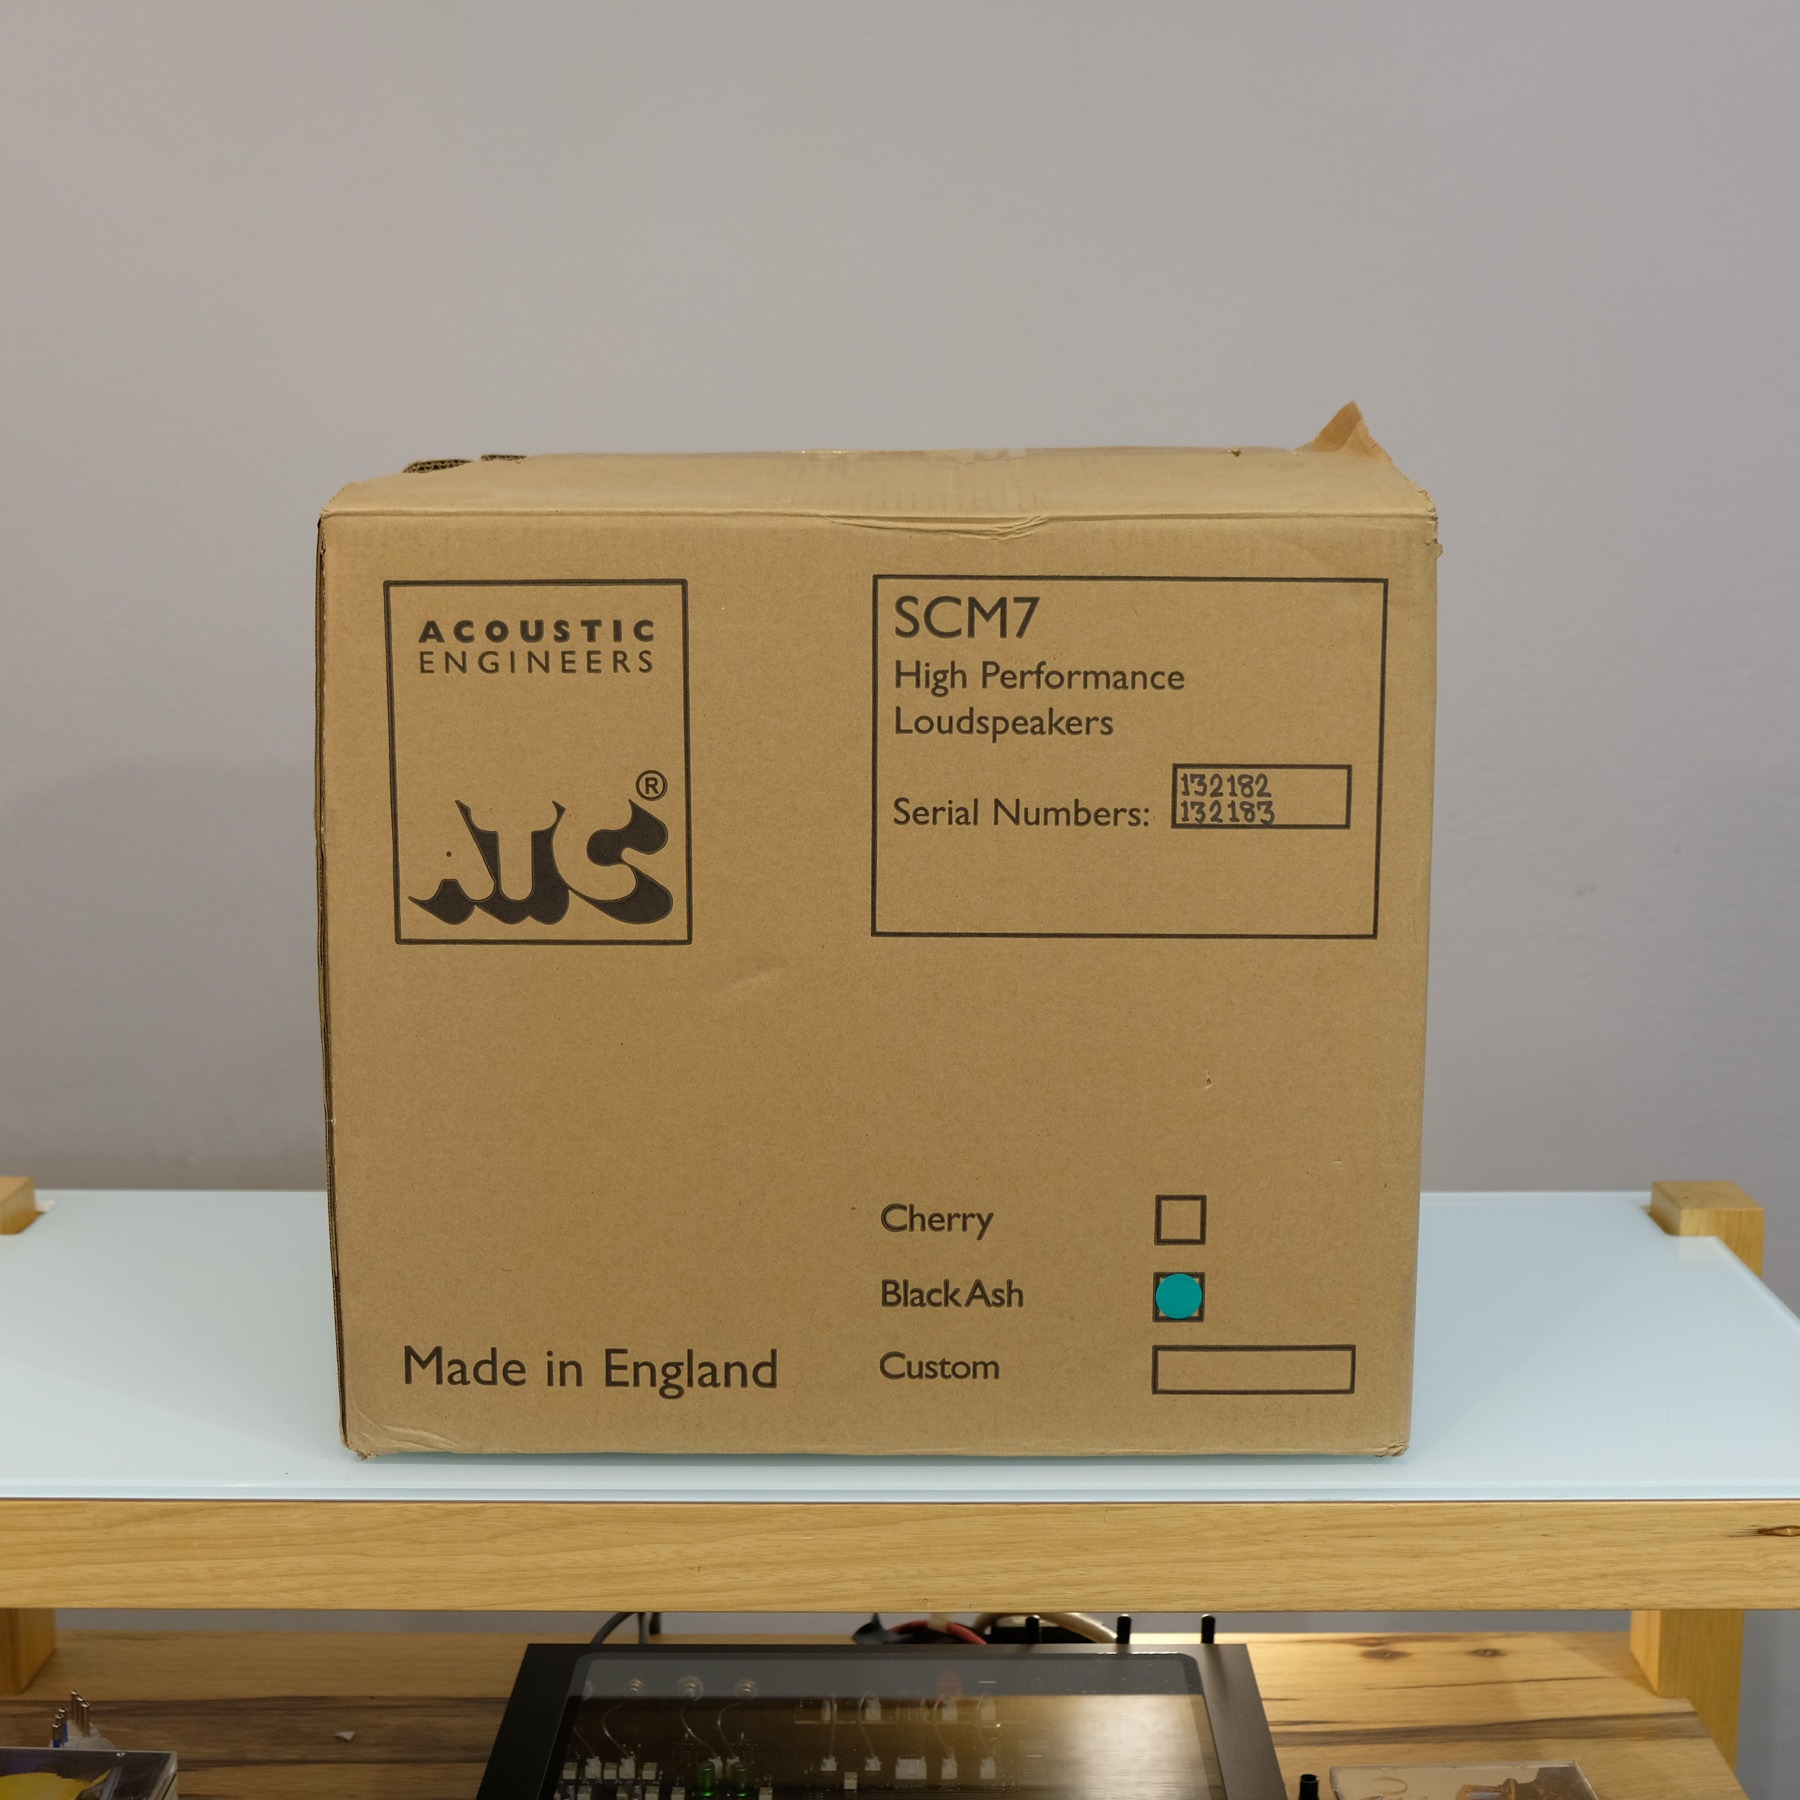 ACOUSTIC
ENGINEERS
ATC®
SCM7
High Performance
Loudspeakers
Serial Numbers:
132182
132183
Cherry
Black Ash
Custom
Made in England